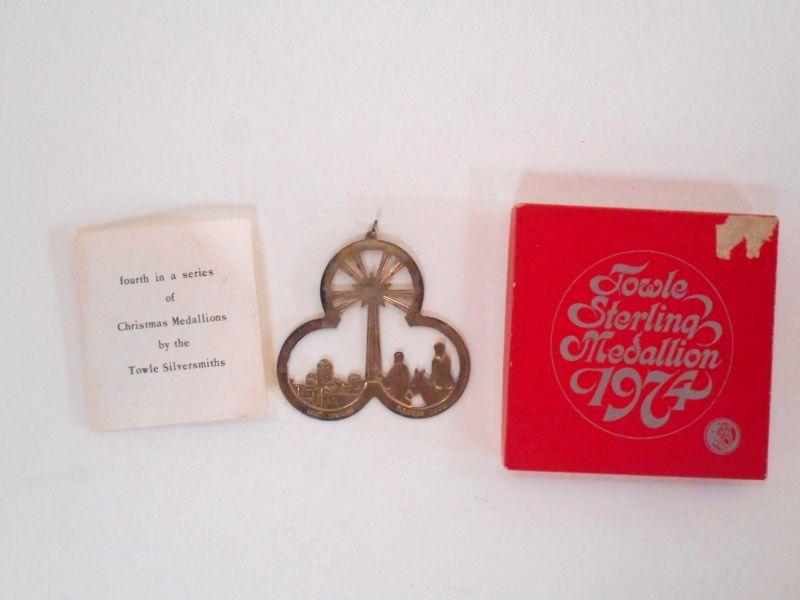 fourth in a series
of
Christmas Medallions
by the
Towle Silversmiths
Towle
Sterling
Medallion
1974